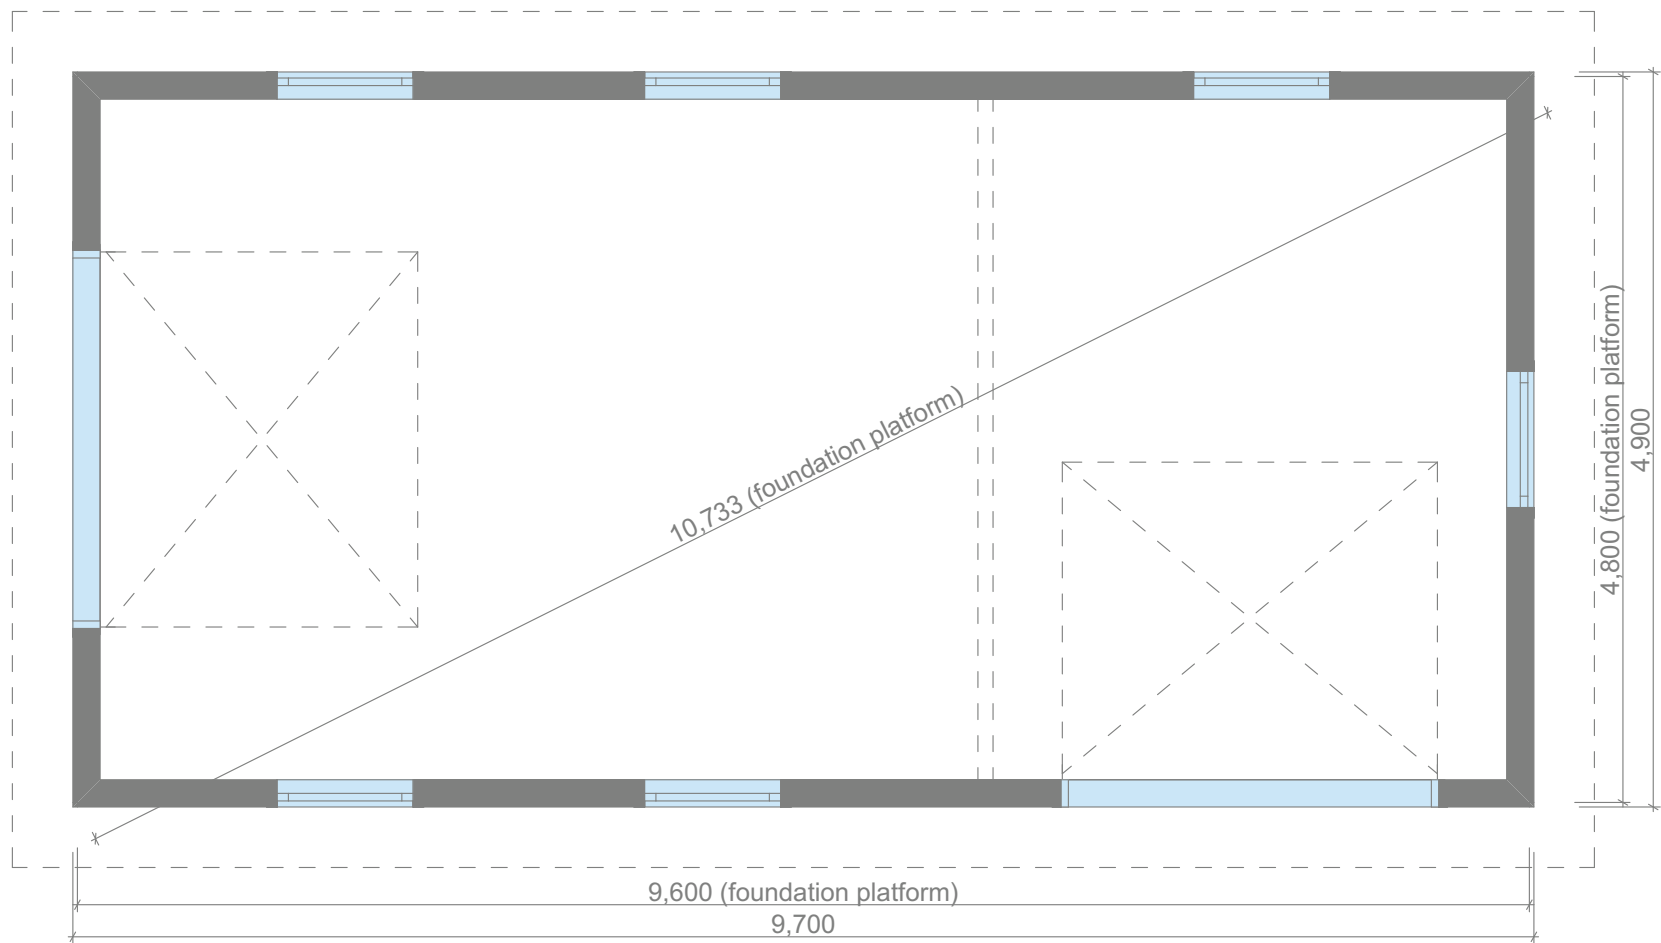 10,733 (foundation platform)
4,800 (foundation platform)
4,900
9,600 (foundation platform)
9,700